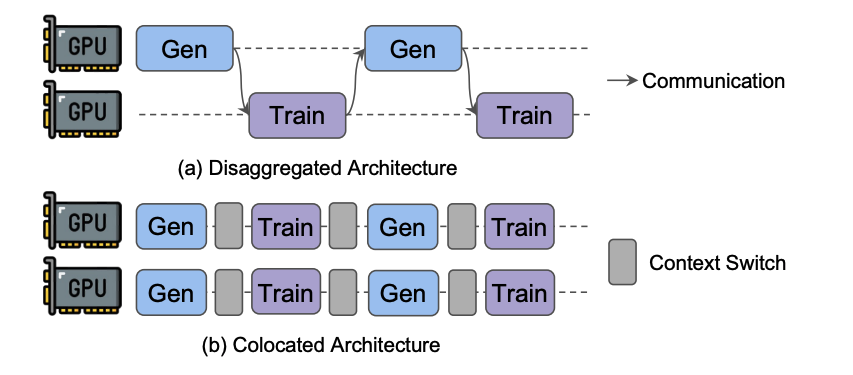 GPU Gen Gen
Communication
GPU Train Train
(a) Disaggregated Architecture
GPU Gen Train Gen Train
Context Switch
GPU Gen Train Gen Train
(b) Colocated Architecture